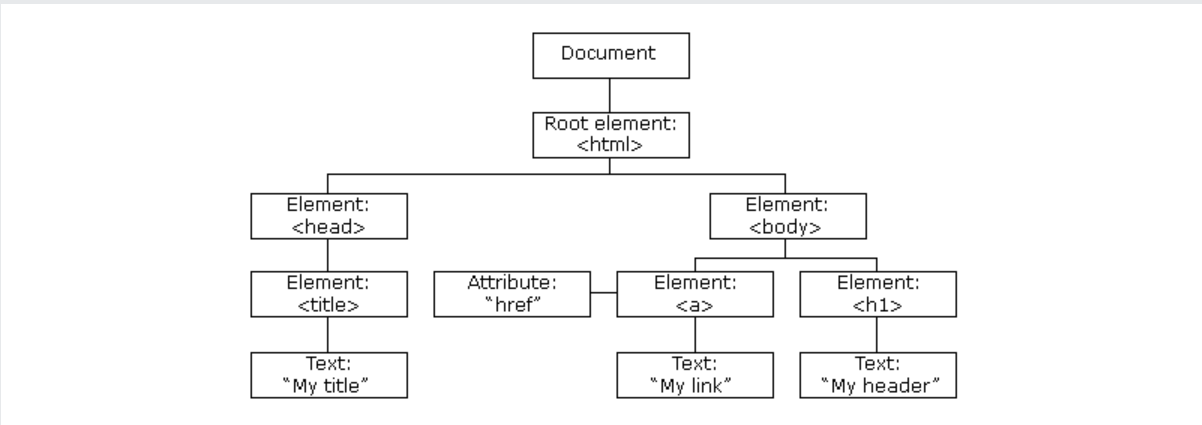 Document
Root element:
<html>
Element:
<head>
Element:
<body>
Element:
<title>
Attribute:
“href”
Element:
<a>
Element:
<h1>
Text:
“My title”
Text:
“My link”
Text:
“My header”